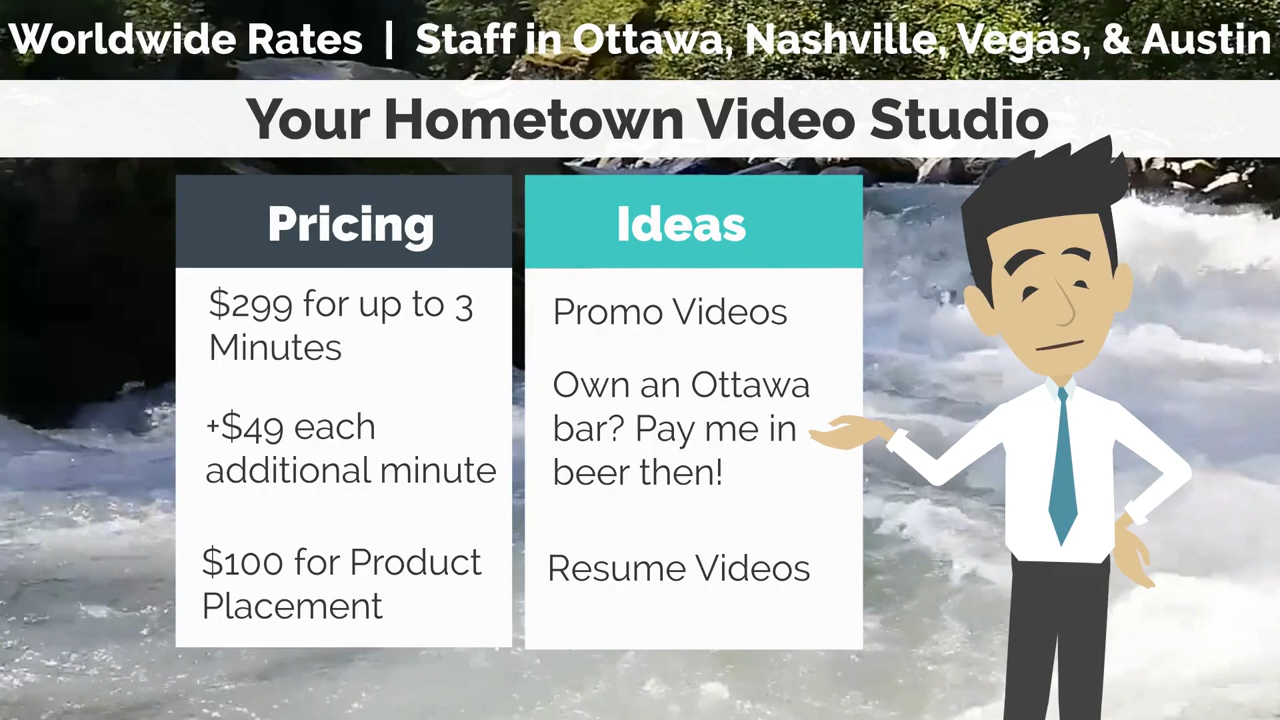 Worldwide Rates | Staff in Ottawa, Nashville, Vegas, & Austin
Your Hometown Video Studio
Pricing
$299 for up to 3
Minutes
+$49 each
additional minute
$100 for Product
Placement
Ideas
Promo Videos
Own an Ottawa
bar? Pay me in
beer then!
Resume Videos